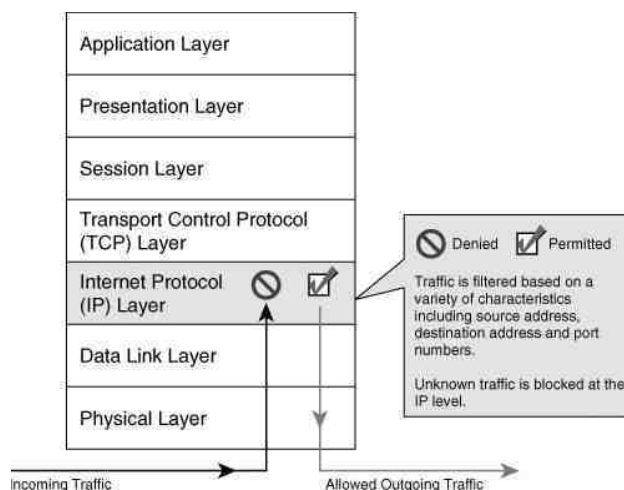 Application Layer
Presentation Layer
Session Layer
Transport Control Protocol
(TCP) Layer
Internet Protocol
(IP) Layer
Data Link Layer
Physical Layer
Denied
Permitted
Traffic is filtered based on a
variety of characteristics
including source address,
destination address and port
numbers.
Unknown traffic is blocked at the
IP level.
Incoming Traffic
Allowed Outgoing Traffic